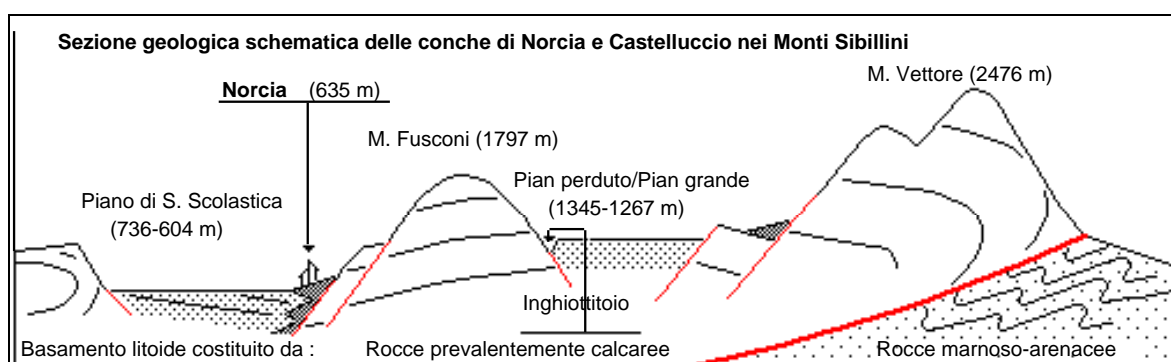 Sezione geologica schematica delle conche di Norcia e Castelluccio nei Monti Sibillini
M. Vettore (2476 m)
Norcia (635 m)
M. Fusconi (1797 m)
Piano di S. Scolastica
(736-604 m)
Pian perduto/Pian grande
(1345-1267 m)
Inghiottitoio
Basamento litoide costituito da :
Rocce prevalentemente calcaree
Rocce marnoso-arenacee